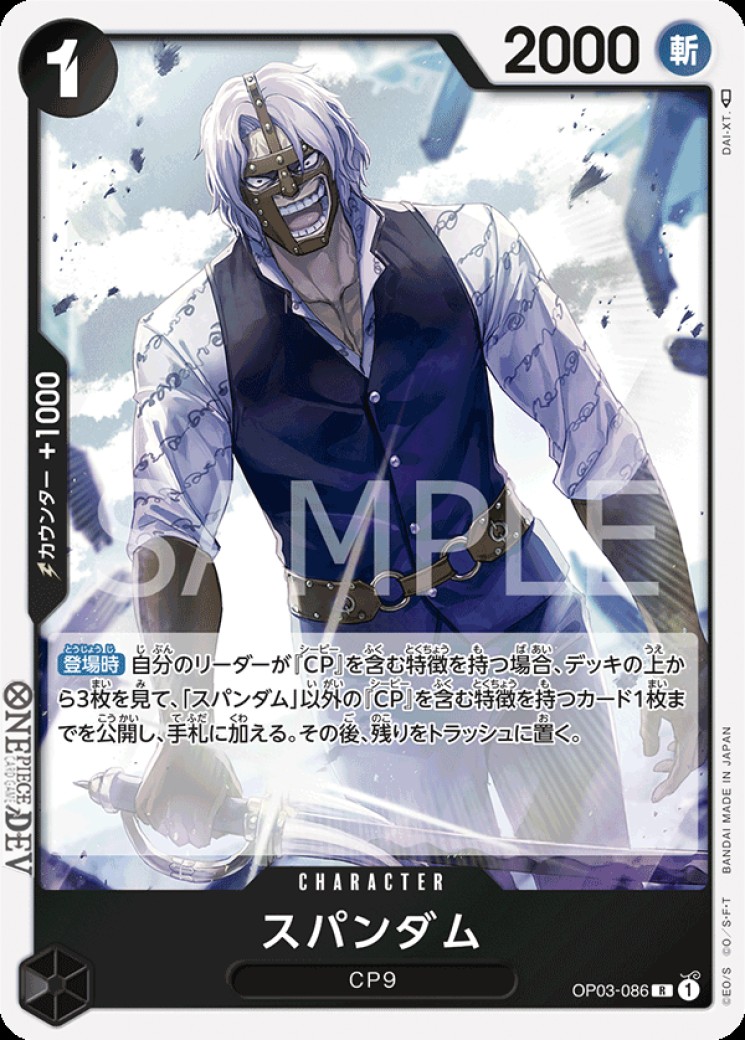 1
2000
斬
DAI-XT.
カウンター +1000
SAMPLE
登場時 自分のリーダーが『CP』を含む特徴を持つ場合、デッキの上か
ら3枚を見て、「スパンダム」以外の『CP』を含む特徴を持つカード1枚ま
でを公開し、手札に加える。その後、残りをトラッシュに置く。
ONE PIECE
CARD GAME
DEV
BANDAI MADE IN JAPAN
©EO/S ©O/S・F・T
CHARACTER
スパンダム
CP9
OP03-086 R 1